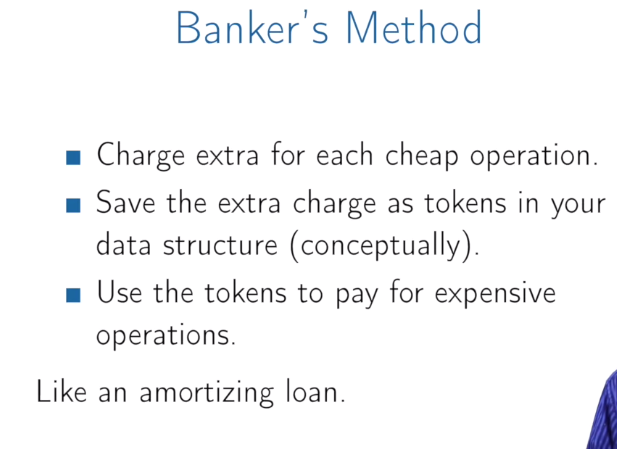 Banker's Method
Charge extra for each cheap operation.
Save the extra charge as tokens in your
data structure (conceptually).
Use the tokens to pay for expensive
operations.
Like an amortizing loan.